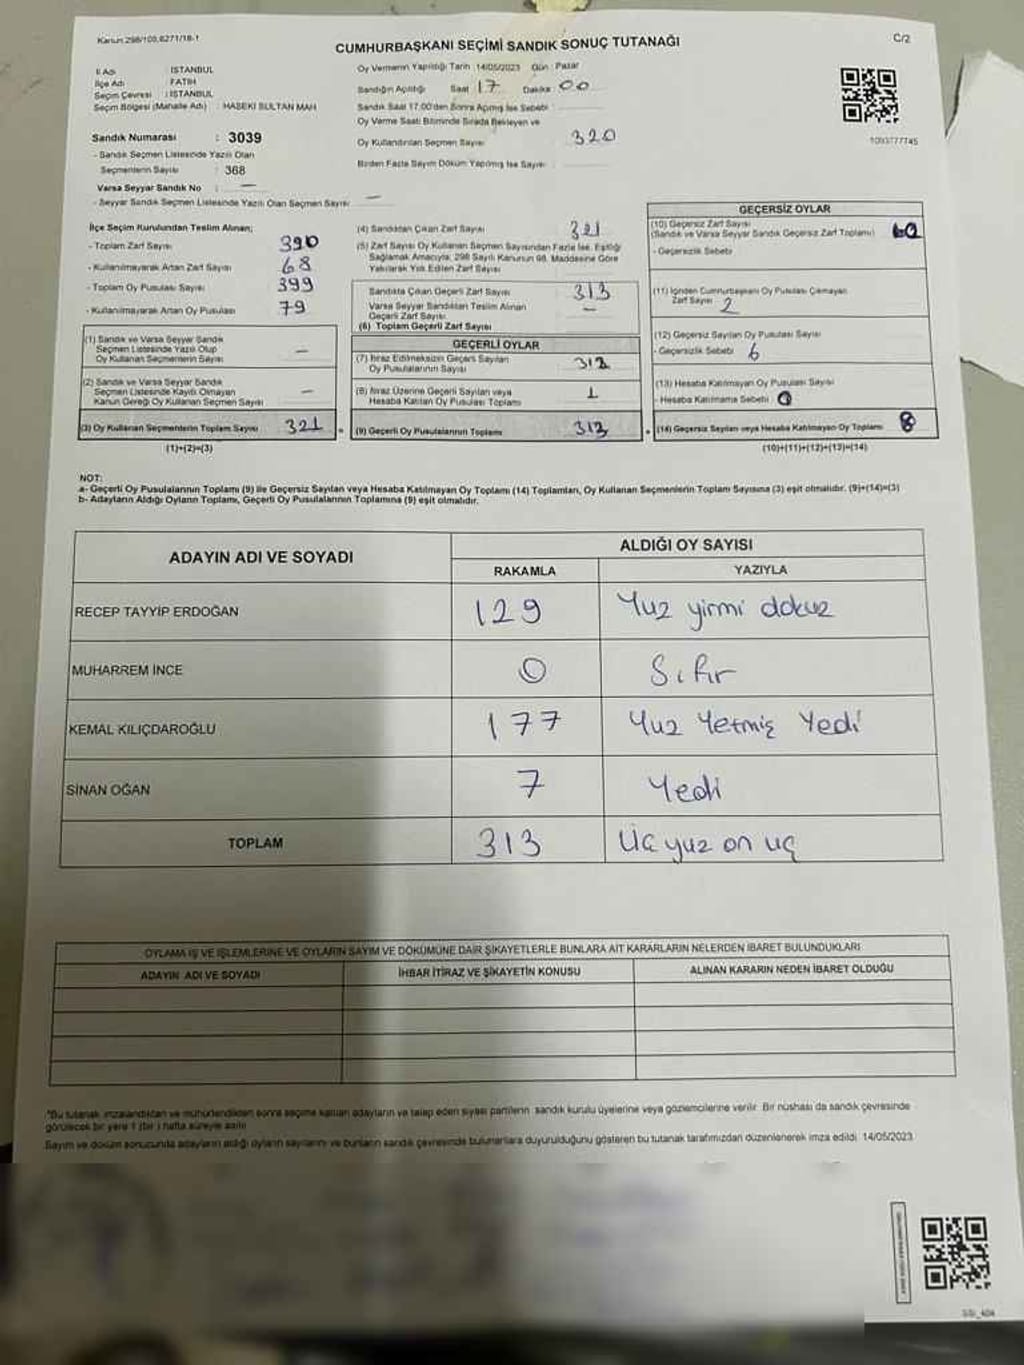 Kanun 298/109,6271/18-1
CUMHURBAŞKANI SEÇİMİ SANDIK SONUÇ TUTANAĞI
C/2
İl Adı : İSTANBUL
İlçe Adı : FATİH
Seçim Çevresi : İSTANBUL
Seçim Bölgesi (Mahalle Adı) : HASEKİ SULTAN MAH
Sandık Numarası : 3039
- Sandık Seçmen Listesinde Yazılı Olan
Seçmenlerin Sayısı : 368
Varsa Seyyar Sandık No : —
- Seyyar Sandık Seçmen Listesinde Yazılı Olan Seçmen Sayısı : —
Oy Vermenin Yapıldığı Tarih : 14/05/2023 Gün : Pazar
Sandığın Açıldığı Saat 17 Dakika 00
Sandık Saat 17:00'den Sonra Açılmış İse Sebebi :
Oy Verme Saati Bitiminde Sırada Bekleyen ve
Oy Kullandırılan Seçmen Sayısı : 320
Birden Fazla Sayım Döküm Yapılmış İse Sayısı :
1093777745
İlçe Seçim Kurulundan Teslim Alınan;
- Toplam Zarf Sayısı 390
- Kullanılmayarak Artan Zarf Sayısı 68
- Toplam Oy Pusulası Sayısı 399
- Kullanılmayarak Artan Oy Pusulası 79
(1) Sandık ve Varsa Seyyar Sandık
Seçmen Listesinde Yazılı Olup
Oy Kullanan Seçmenlerin Sayısı —
(2) Sandık ve Varsa Seyyar Sandık
Seçmen Listesinde Kayıtlı Olmayan
Kanun Gereği Oy Kullanan Seçmen Sayısı —
(3) Oy Kullanan Seçmenlerin Toplam Sayısı 321
(1)+(2)=(3)
(4) Sandıktan Çıkan Zarf Sayısı 321
(5) Zarf Sayısı Oy Kullanan Seçmen Sayısından Fazla İse, Eşitliği
Sağlamak Amacıyla, 298 Sayılı Kanunun 98. Maddesine Göre
Yakılarak Yok Edilen Zarf Sayısı
Sandıkta Çıkan Geçerli Zarf Sayısı 313
Varsa Seyyar Sandıktan Teslim Alınan
Geçerli Zarf Sayısı —
(6) Toplam Geçerli Zarf Sayısı
GEÇERLİ OYLAR
(7) İtiraz Edilmeksizin Geçerli Sayılan
Oy Pusulalarının Sayısı 312
(8) İtiraz Üzerine Geçerli Sayılan veya
Hesaba Katılan Oy Pusulası Toplamı 1
= (9) Geçerli Oy Pusulalarının Toplamı 313
GEÇERSİZ OYLAR
(10) Geçersiz Zarf Sayısı
(Sandık ve Varsa Seyyar Sandık Geçersiz Zarf Toplamı)
- Geçersizlik Sebebi
(11) İçinden Cumhurbaşkanı Oy Pusulası Çıkmayan
Zarf Sayısı 2
(12) Geçersiz Sayılan Oy Pusulası Sayısı
- Geçersizlik Sebebi 6
(13) Hesaba Katılmayan Oy Pusulası Sayısı
- Hesaba Katılmama Sebebi 0
+ (14) Geçersiz Sayılan veya Hesaba Katılmayan Oy Toplamı 8
(10)+(11)+(12)+(13)=(14)
NOT:
a- Geçerli Oy Pusulalarının Toplamı (9) ile Geçersiz Sayılan veya Hesaba Katılmayan Oy Toplamı (14) Toplamları, Oy Kullanan Seçmenlerin Toplam Sayısına (3) eşit olmalıdır. (9)+(14)=(3)
b- Adayların Aldığı Oyların Toplamı, Geçerli Oy Pusulalarının Toplamına (9) eşit olmalıdır.
ADAYIN ADI VE SOYADI
ALDIĞI OY SAYISI
RAKAMLA YAZIYLA
RECEP TAYYİP ERDOĞAN 129 Yüz yirmi dokuz
MUHARREM İNCE 0 Sıfır
KEMAL KILIÇDAROĞLU 177 Yuz Yetmiş Yedi
SİNAN OĞAN 7 Yedi
TOPLAM 313 Üç yuz on uç
OYLAMA İŞ VE İŞLEMLERİNE VE OYLARIN SAYIM VE DÖKÜMÜNE DAİR ŞİKAYETLERLE BUNLARA AİT KARARLARIN NELERDEN İBARET BULUNDUKLARI
ADAYIN ADI VE SOYADI İHBAR İTİRAZ VE ŞİKAYETİN KONUSU ALINAN KARARIN NEDEN İBARET OLDUĞU
*Bu tutanak imzalandıktan ve mühürlendikten sonra seçime katılan adayların ve talep eden siyasi partilerin sandık kurulu üyelerine veya gözlemcilerine verilir. Bir nüshası da sandık çevresinde
görülecek bir yere 1 (bir) hafta süreyle asılır.
Sayım ve döküm sonucunda adayların aldığı oyların sayılarını ve bunların sandık çevresinde bulunanlara duyurulduğunu gösteren bu tutanak tarafımızdan düzenlenerek imza edildi. 14/05/2023